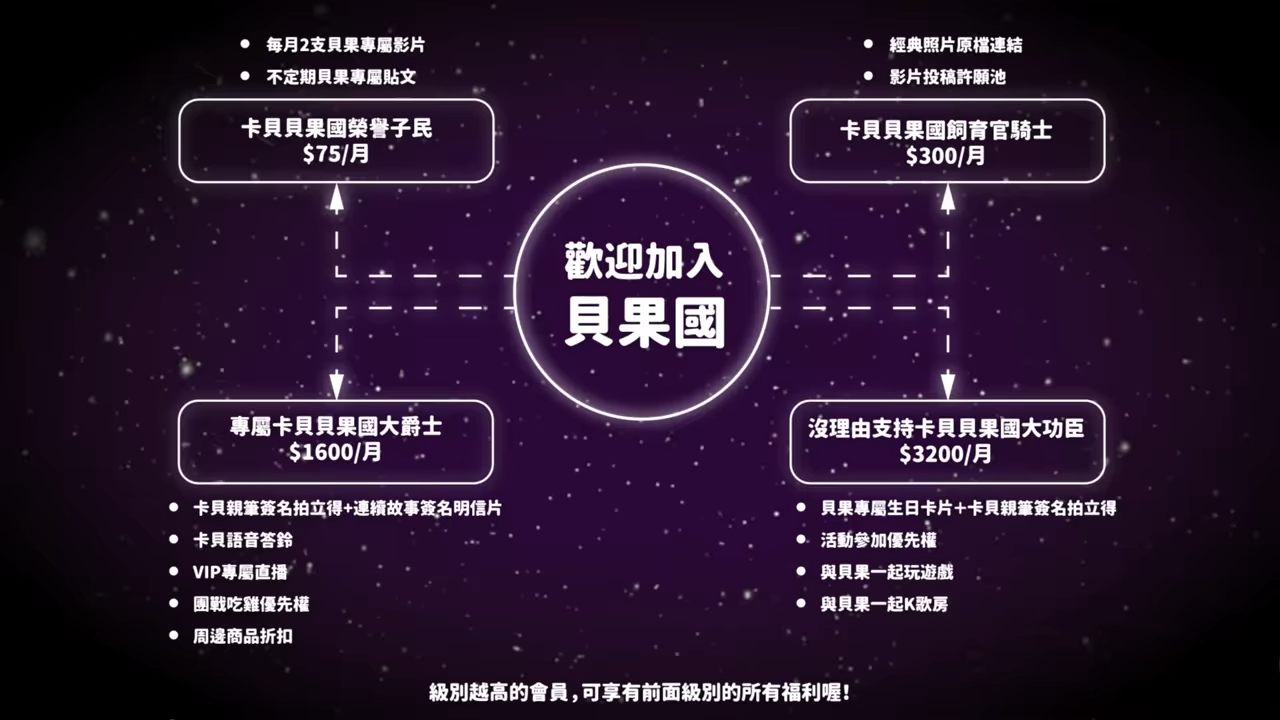 每月2支貝果專屬影片
不定期貝果專屬貼文
卡貝貝果國榮譽子民
$75/月
經典照片原檔連結
影片投稿許願池
卡貝貝果國飼育官騎士
$300/月
歡迎加入
貝果國
專屬卡貝貝果國大爵士
$1600/月
卡貝親筆簽名拍立得+連續故事簽名明信片
卡貝語音答鈴
VIP專屬直播
團戰吃雞優先權
周邊商品折扣
沒理由支持卡貝貝果國大功臣
$3200/月
貝果專屬生日卡片+卡貝親筆簽名拍立得
活動參加優先權
與貝果一起玩遊戲
與貝果一起K歌房
級別越高的會員,可享有前面級別的所有福利喔!